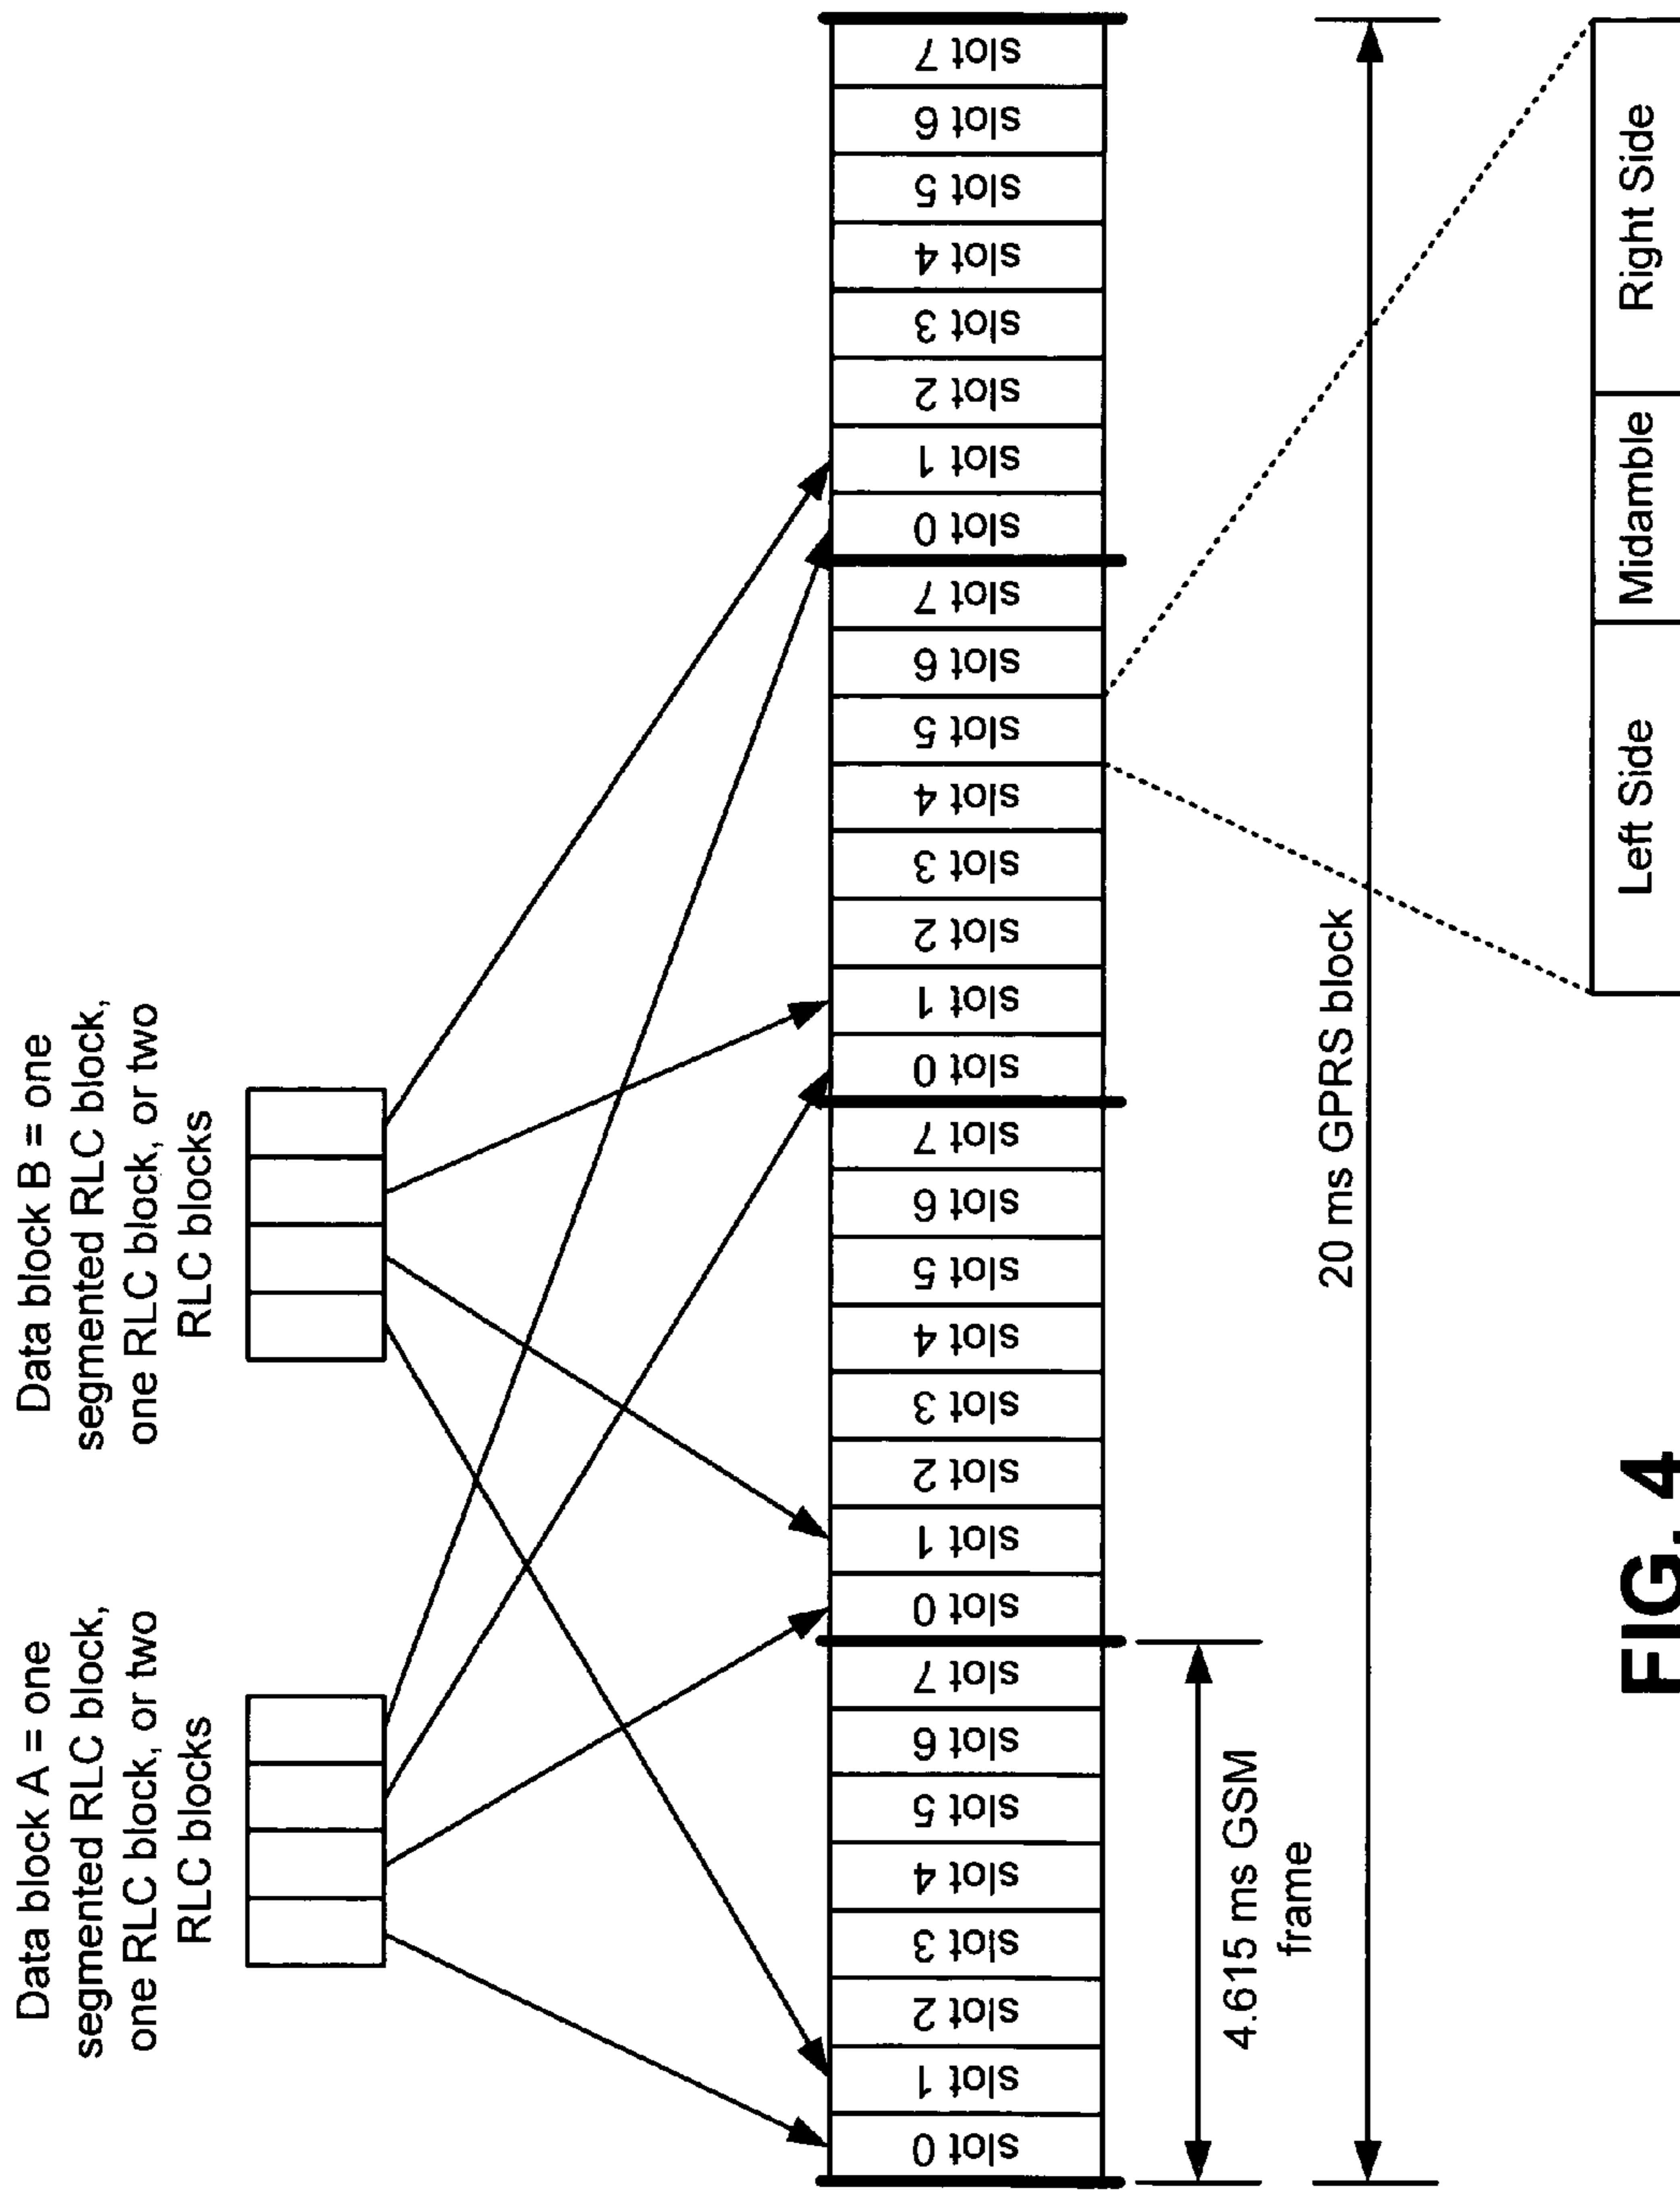 Data block A = one
segmented RLC block,
one RLC block, or two
RLC blocks
Data block B = one
segmented RLC block,
one RLC block, or two
RLC blocks
slot 0
slot 1
slot 2
slot 3
slot 4
slot 5
slot 6
slot 7
slot 0
slot 1
slot 2
slot 3
slot 4
slot 5
slot 6
slot 7
slot 0
slot 1
slot 2
slot 3
slot 4
slot 5
slot 6
slot 7
slot 0
slot 1
slot 2
slot 3
slot 4
slot 5
slot 6
slot 7
4.615 ms GSM
frame
20 ms GPRS block
Left Side
Midamble
Right Side
FIG. 4